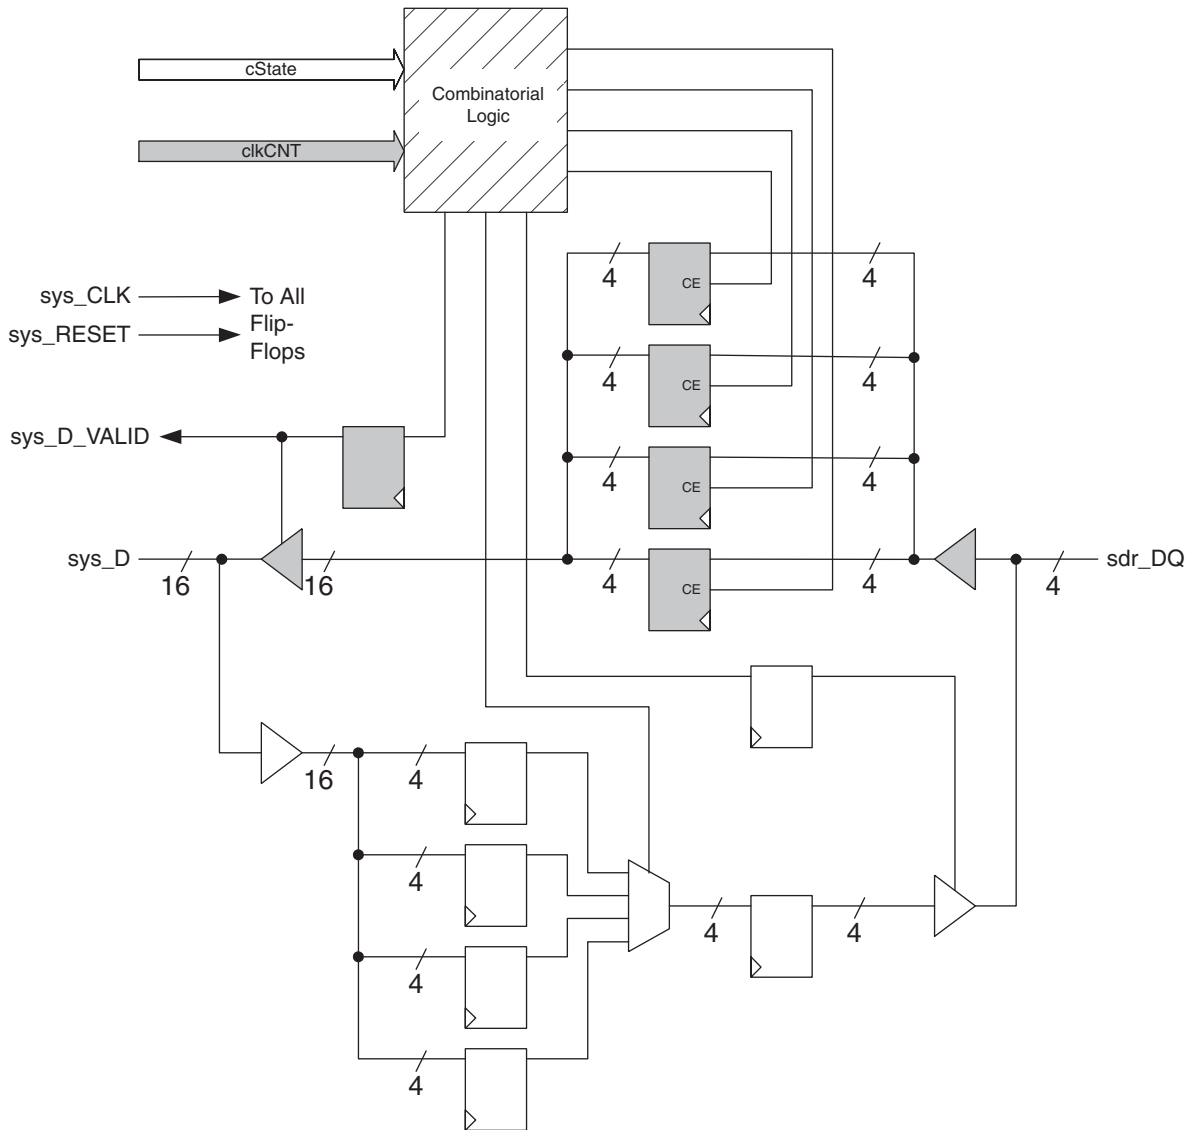 cState
Combinatorial
Logic
clkCNT
4
4
CE
sys_CLK
To All
sys_RESET
Flip-
Flops
4
4
CE
sys_D_VALID
4
4
CE
sys_D
16
16
4
4
CE
4
sdr_DQ
16
4
4
4
4
4
4